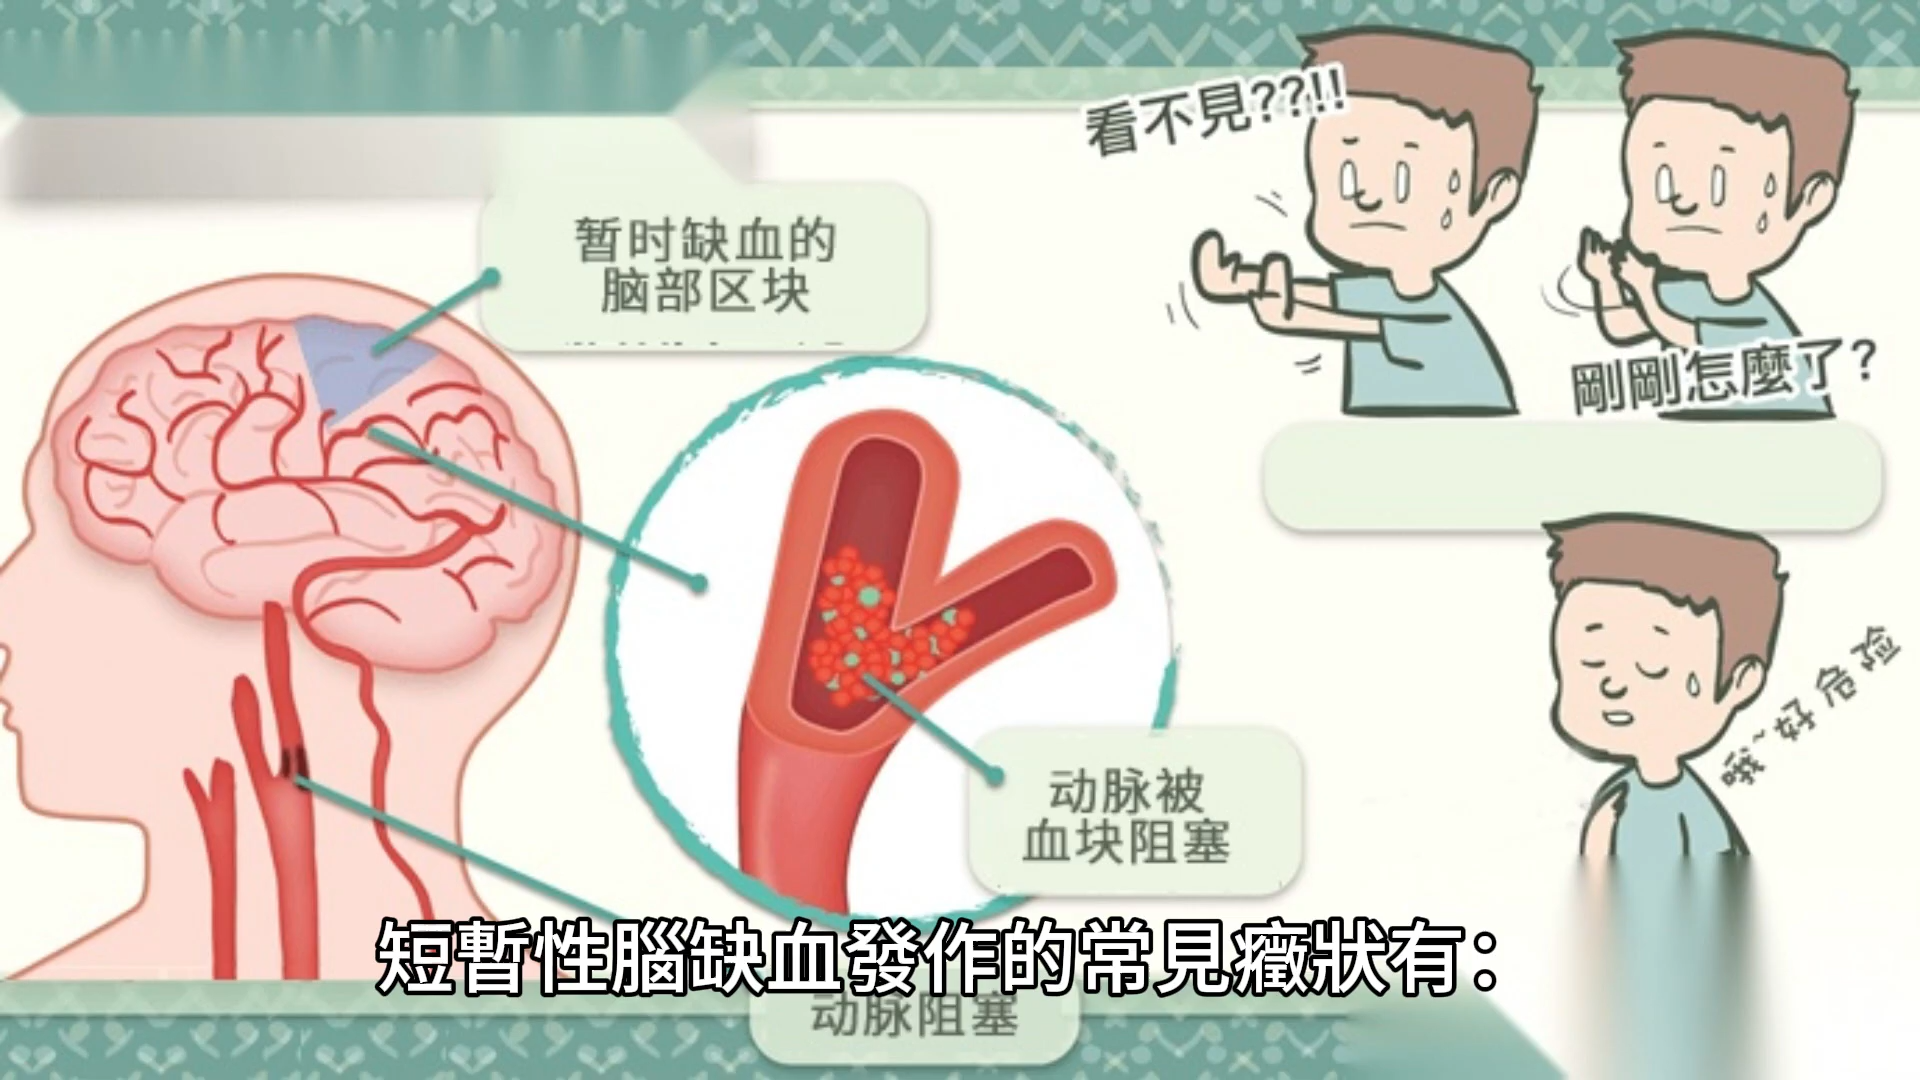 看不見??!!
暂时缺血的
脑部区块
剛剛怎麼了?
哦~好危险
动脉被
血块阻塞
短暫性腦缺血發作的常見癥狀有：
动脉阻塞